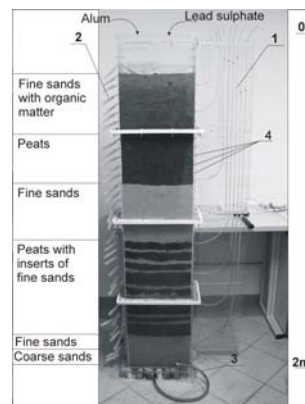 Alum
Lead sulphate
2
1
0
Fine sands
with organic
matter
Peats
4
Fine sands
Peats with
inserts of
fine sands
Fine sands
Coarse sands
3
2m